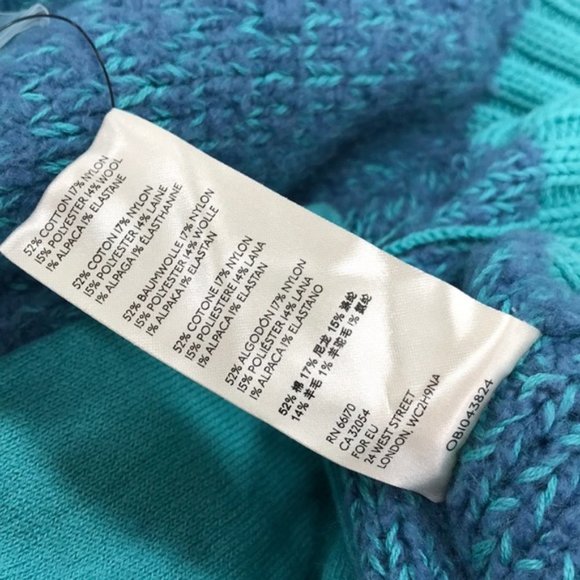 52% COTTON 17% NYLON
15% POLYESTER 14% WOOL
1% ALPACA 1% ELASTANE
52% COTON 17% NYLON
15% POLYESTER 14% LAINE
1% ALPAGA 1% ÉLASTHANNE
52% BAUMWOLLE 17% NYLON
15% POLYESTER 14% WOLLE
1% ALPAKA 1% ELASTAN
52% COTONE 17% NYLON
15% POLIESTERE 14% LANA
1% ALPACA 1% ELASTAN
52% ALGODÓN 17% NYLON
15% POLIÉSTER 14% LANA
1% ALPACA 1% ELASTANO
52% 棉 17% 尼龙 15% 涤纶
14% 羊毛 1% 羊驼毛 1% 氨纶
RN 66170
CA 32054
FOR EU
24 WEST STREET
LONDON, WC2H9NA
OB1043824